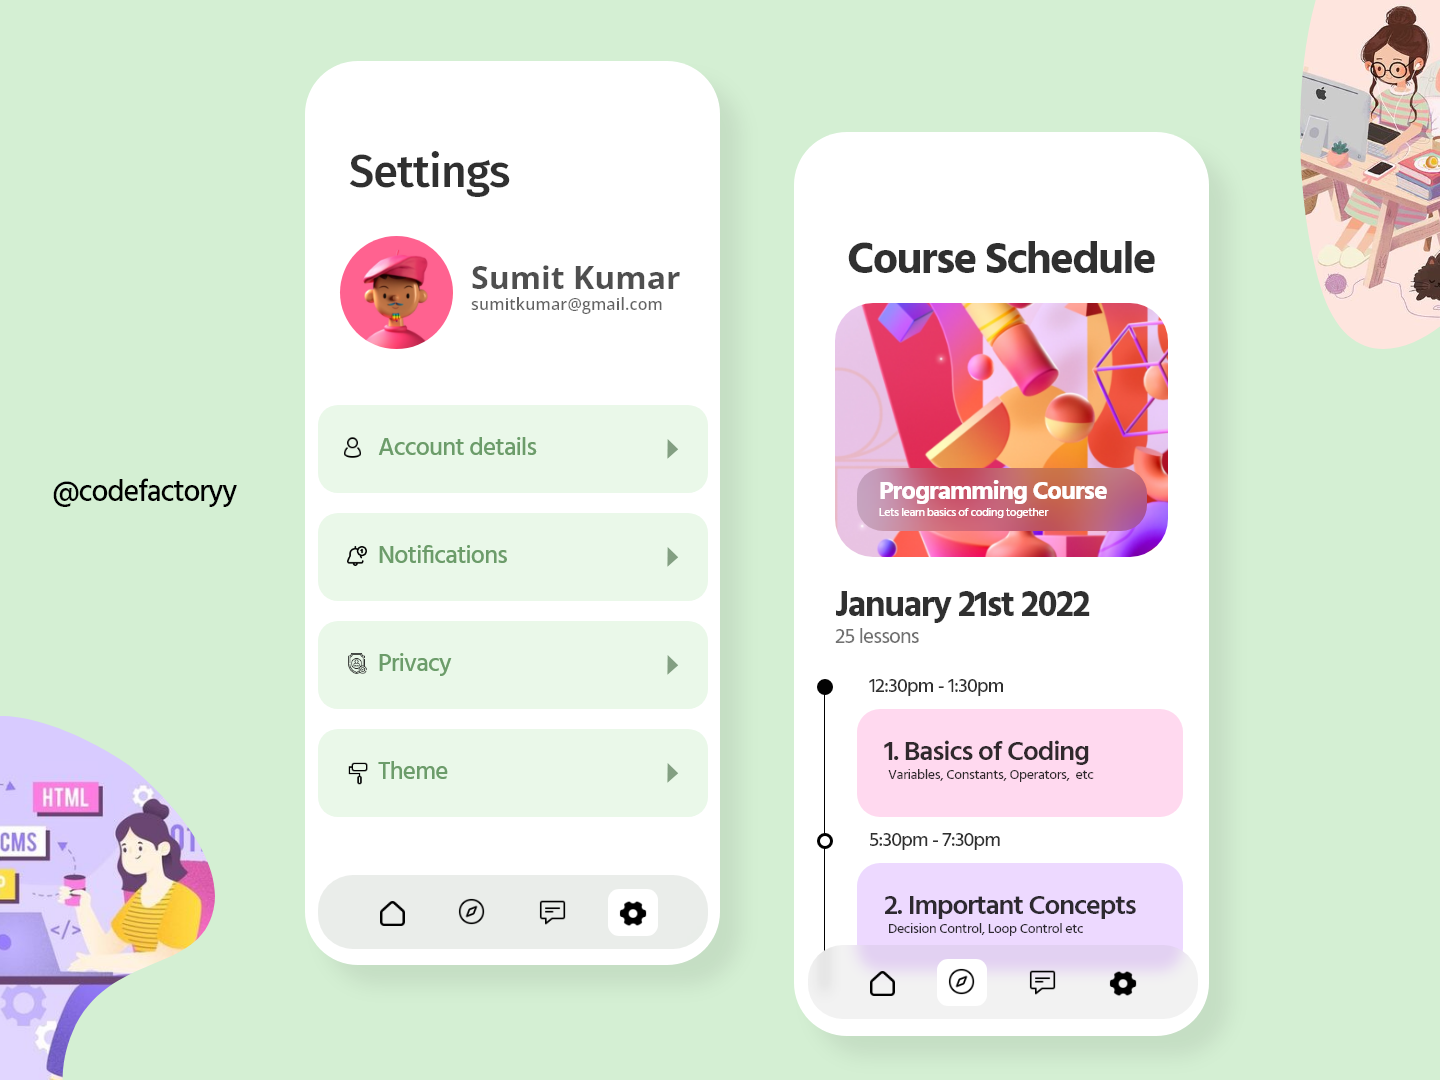 Settings
Sumit Kumar
sumitkumar@gmail.com
Account details
Notifications
Privacy
Theme
@codefactoryy
Course Schedule
Programming Course
Lets learn basics of coding together
January 21st 2022
25 lessons
12:30pm - 1:30pm
1. Basics of Coding
Variables, Constants, Operators,  etc
5:30pm - 7:30pm
2. Important Concepts
Decision Control, Loop Control etc
HTML
CMS
</>